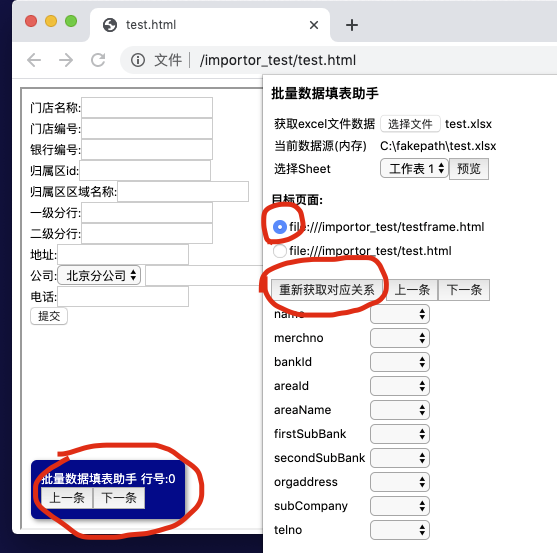 test.html
文件 /importor_test/test.html
门店名称:
门店编号:
银行编号:
归属区id:
归属区区域名称:
一级分行:
二级分行:
地址:
公司: 北京分公司
电话:
提交
批量数据填表助手 行号:0
上一条 下一条
批量数据填表助手
获取excel文件数据 选择文件 test.xlsx
当前数据源(内存) C:\fakepath\test.xlsx
选择Sheet 工作表 1 预览
目标页面:
file:///importor_test/testframe.html
file:///importor_test/test.html
重新获取对应关系 上一条 下一条
name
merchno
bankId
areaId
areaName
firstSubBank
secondSubBank
orgaddress
subCompany
telno